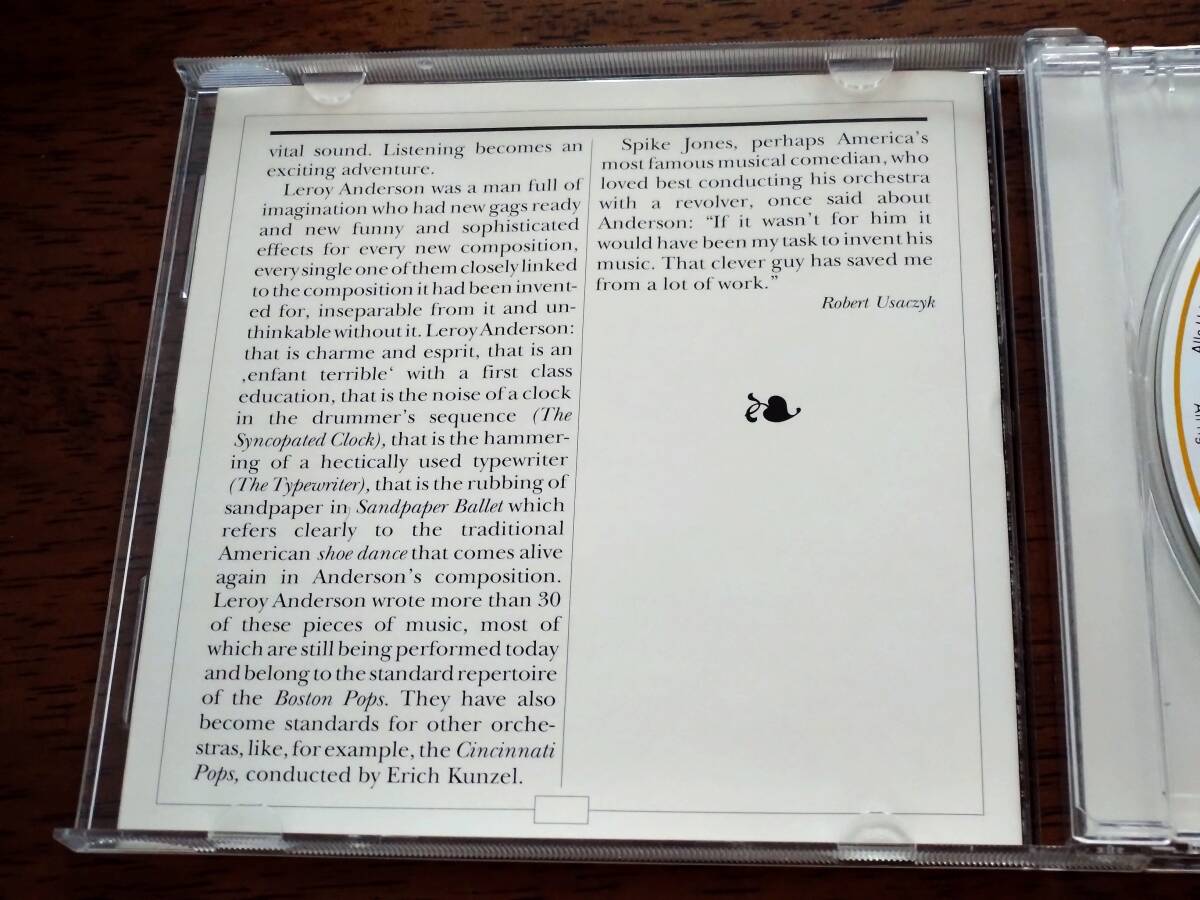 vital sound. Listening becomes an
exciting adventure.
Leroy Anderson was a man full of
imagination who had new gags ready
and new funny and sophisticated
effects for every new composition,
every single one of them closely linked
to the composition it had been invent-
ed for, inseparable from it and un-
thinkable without it. Leroy Anderson:
that is charme and esprit, that is an
‚enfant terrible‘ with a first class
education, that is the noise of a clock
in the drummer's sequence (The
Syncopated Clock), that is the hammer-
ing of a hectically used typewriter
(The Typewriter), that is the rubbing of
sandpaper in Sandpaper Ballet which
refers clearly to the traditional
American shoe dance that comes alive
again in Anderson's composition.
Leroy Anderson wrote more than 30
of these pieces of music, most of
which are still being performed today
and belong to the standard repertoire
of the Boston Pops. They have also
become standards for other orche-
stras, like, for example, the Cincinnati
Pops, conducted by Erich Kunzel.
Spike Jones, perhaps America's
most famous musical comedian, who
loved best conducting his orchestra
with a revolver, once said about
Anderson: “If it wasn't for him it
would have been my task to invent his
music. That clever guy has saved me
from a lot of work.”
Robert Usaczyk